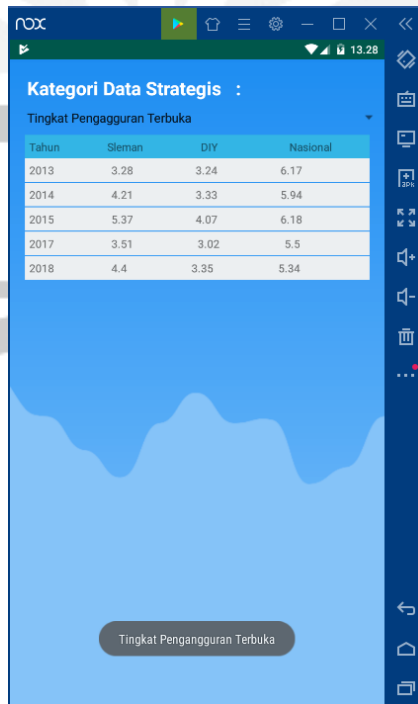 nox
13.28
Kategori Data Strategis :
Tingkat Pengagguran Terbuka
Tahun Sleman DIY Nasional
2013 3.28 3.24 6.17
2014 4.21 3.33 5.94
2015 5.37 4.07 6.18
2017 3.51 3.02 5.5
2018 4.4 3.35 5.34
Tingkat Pengangguran Terbuka